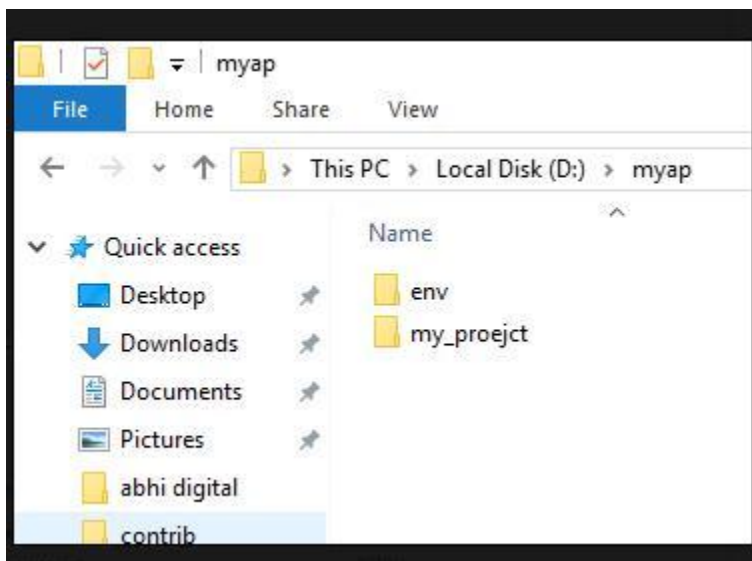 myap
File Home Share View
This PC Local Disk (D:) myap
Quick access
Desktop
Downloads
Documents
Pictures
abhi digital
contrib
Name
env
my_proejct